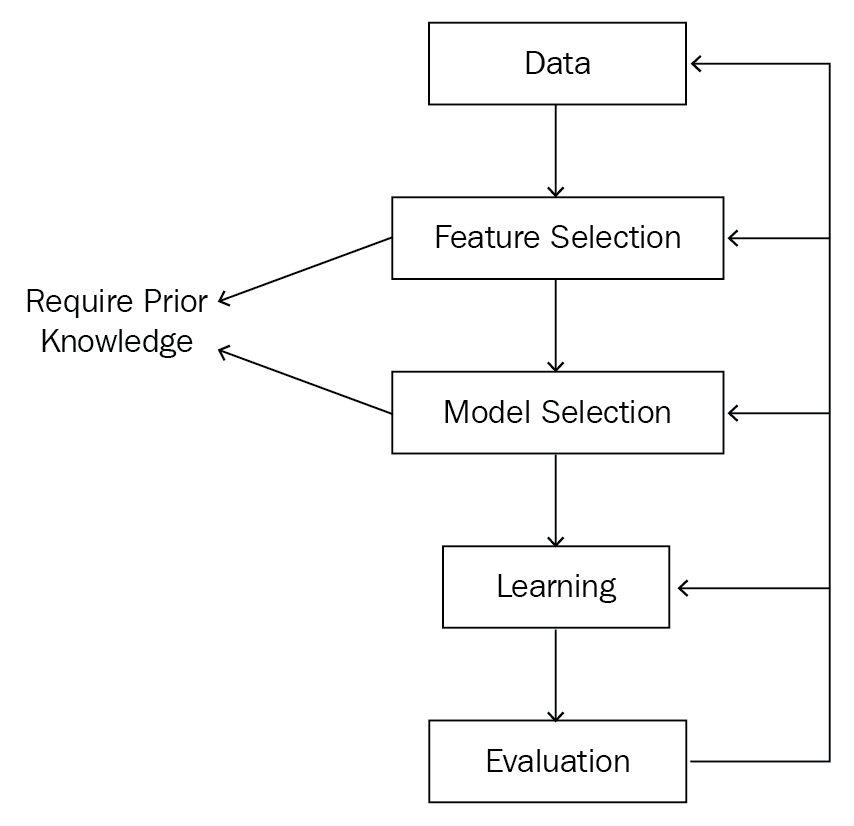 Data
Feature Selection
Require Prior
Knowledge
Model Selection
Learning
Evaluation